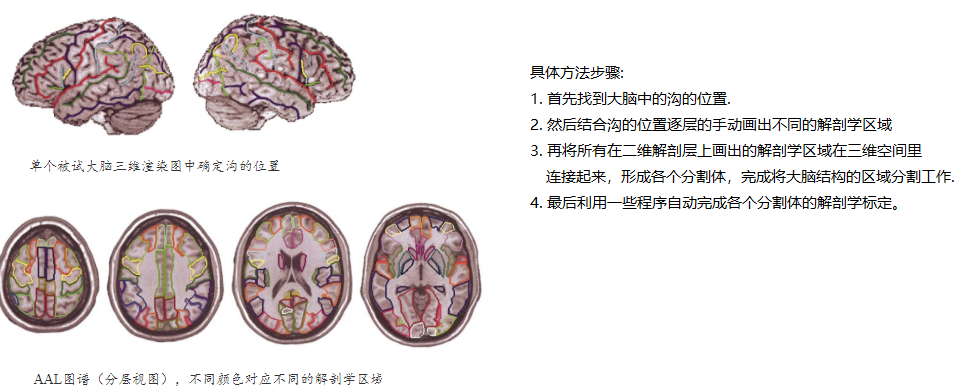 单个被试大脑三维渲染图中确定沟的位置
AAL图谱（分层视图），不同颜色对应不同的解剖学区域
具体方法步骤:
1. 首先找到大脑中的沟的位置.
2. 然后结合沟的位置逐层的手动画出不同的解剖学区域
3. 再将所有在二维解剖层上画出的解剖学区域在三维空间里
连接起来，形成各个分割体，完成将大脑结构的区域分割工作.
4. 最后利用一些程序自动完成各个分割体的解剖学标定。